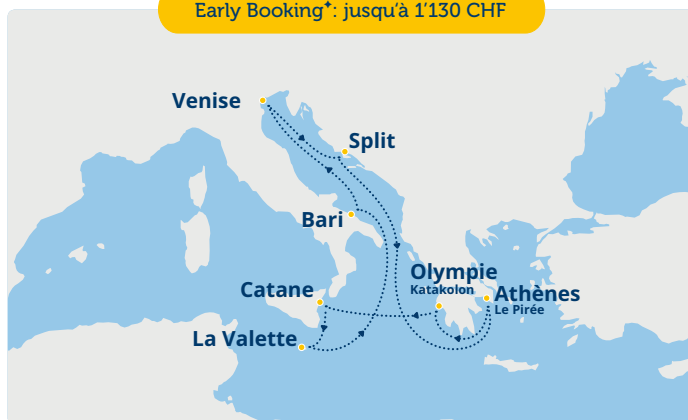 Early Booking✦: jusqu'à 1'130 CHF
Venise
Split
Bari
Olympie
Katakolon
Catane
Athènes
Le Pirée
La Valette